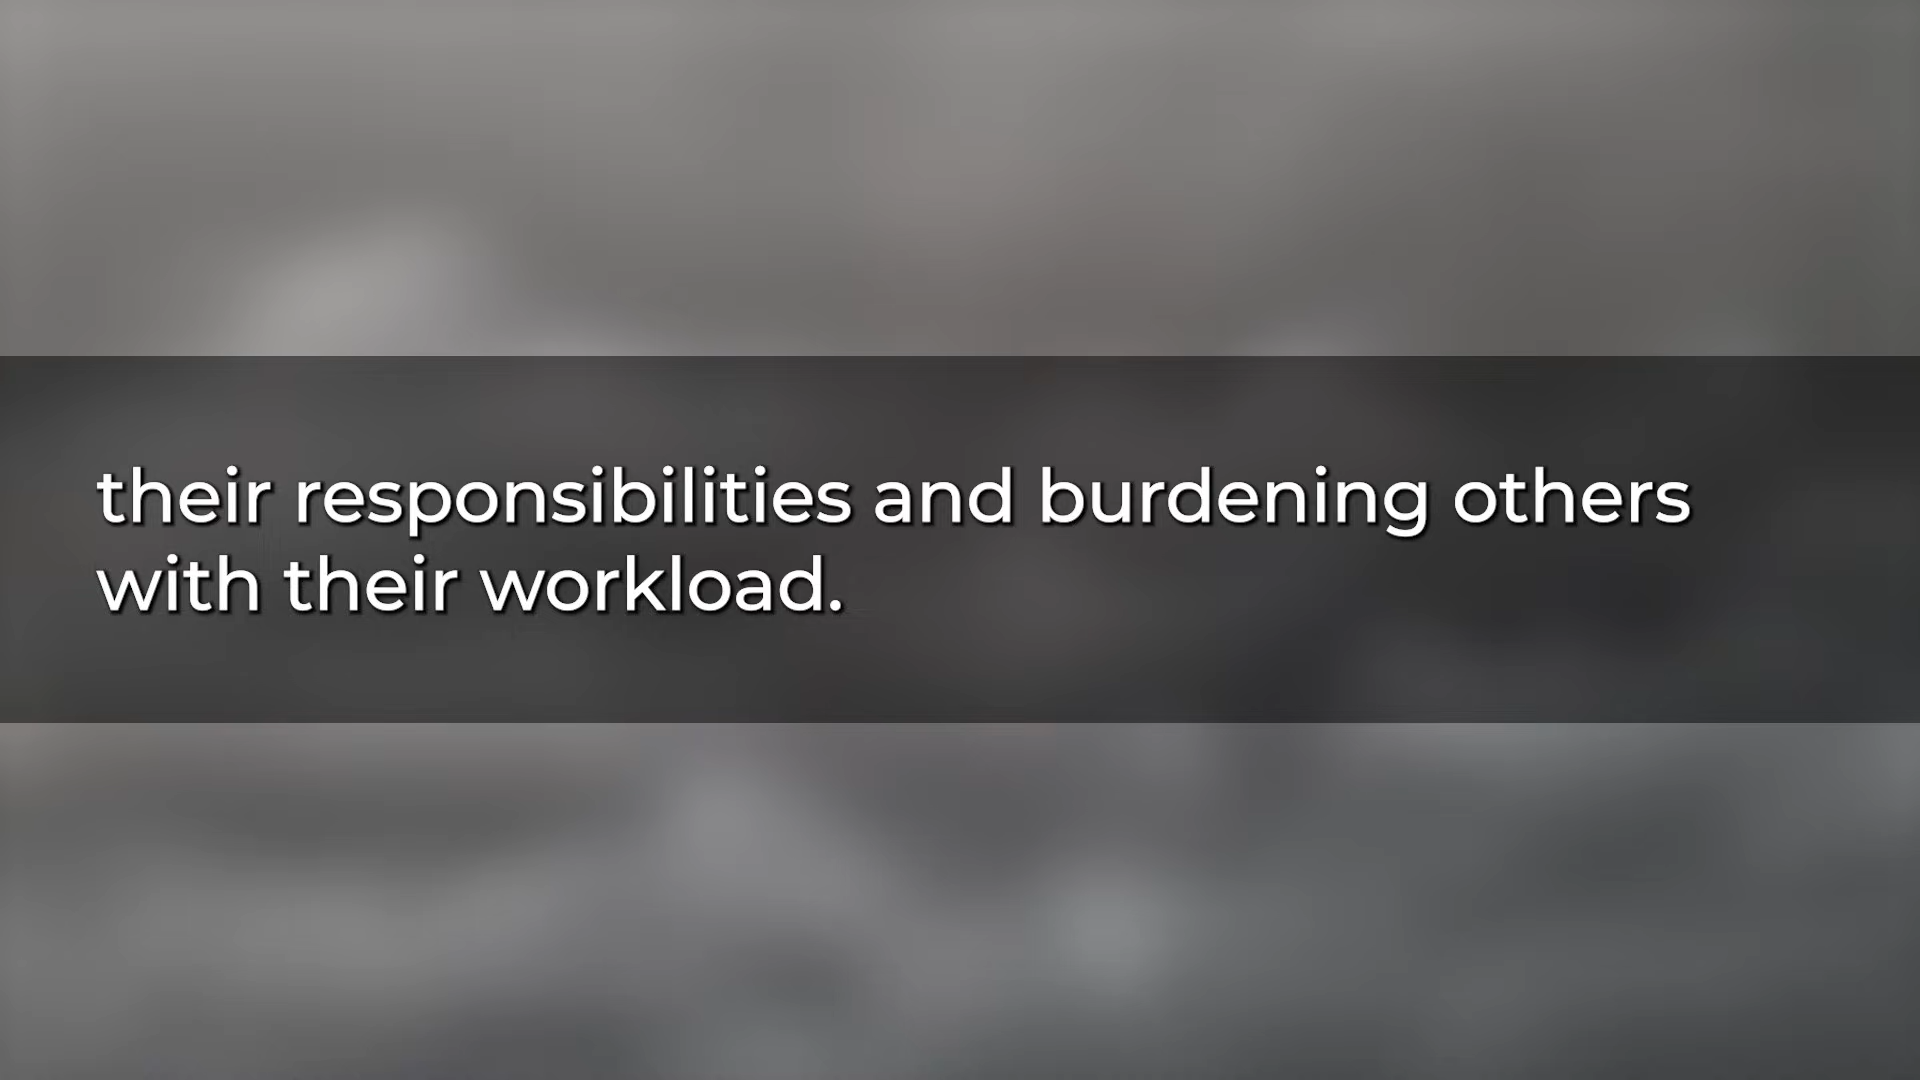 their responsibilities and burdening others
with their workload.